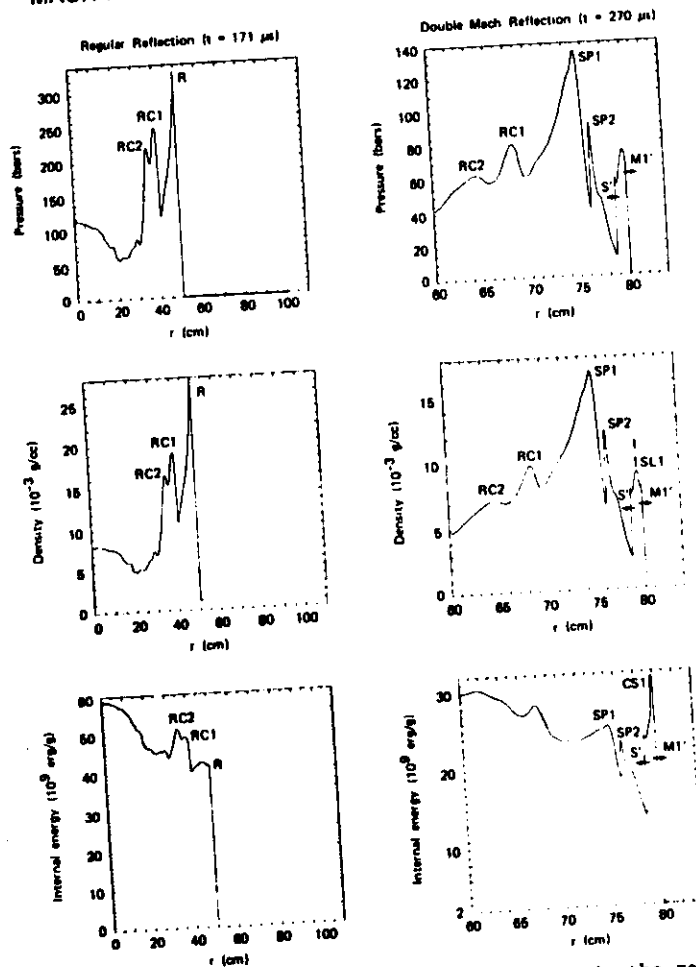 Regular Reflection (t = 171 μs)
Pressure (bars)
300
250
200
150
100
50
0
R
RC1
RC2
0 20 40 60 80 100
r (cm)
Double Mach Reflection (t = 270 μs)
Pressure (bars)
140
120
100
80
60
40
20
0
SP1
SP2
RC1
RC2
S'
M1'
60 65 70 75 80
r (cm)
Density (10⁻³ g/cc)
25
20
15
10
5
0
R
RC1
RC2
0 20 40 60 80 100
r (cm)
Density (10⁻³ g/cc)
15
10
5
0
SP1
SP2
SL1
RC1
RC2
S'
M1'
60 65 70 75 80
r (cm)
Internal energy (10⁹ erg/g)
60
50
40
30
20
10
0
RC2
RC1
R
0 20 40 60 80 100
r (cm)
Internal energy (10⁹ erg/g)
30
20
10
2
CS1
SP1
SP2
S'
M1'
60 65 70 75 80
r (cm)